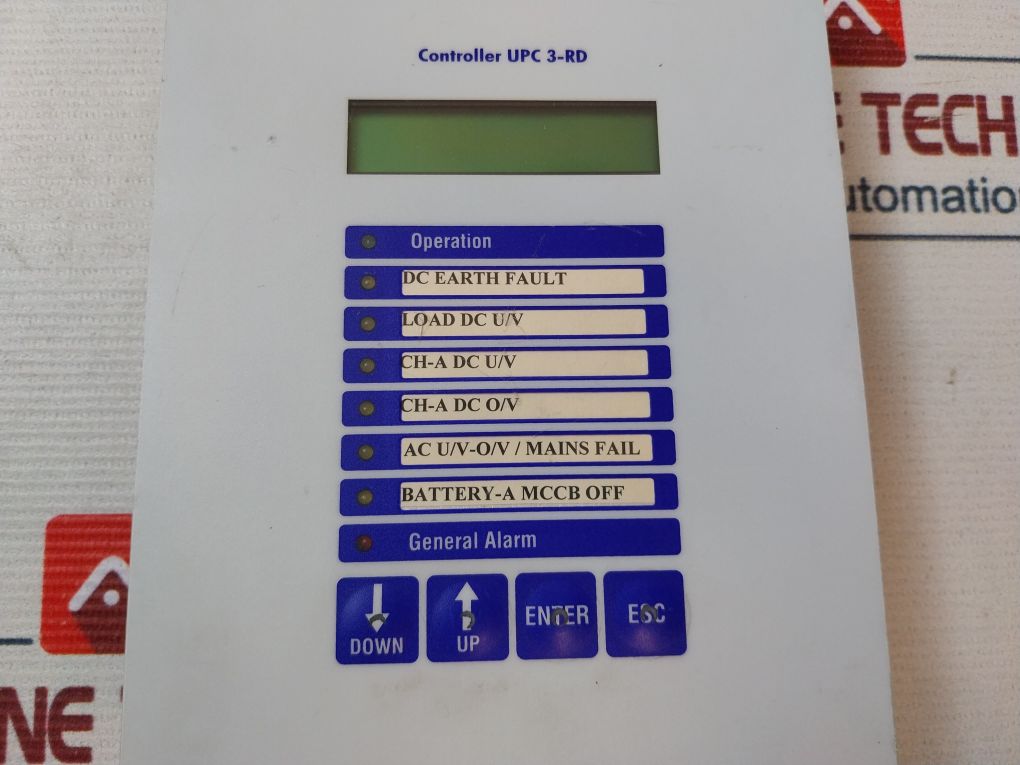 Controller UPC 3-RD
E TECH
utomation
Operation
DC EARTH FAULT
LOAD DC U/V
CH-A DC U/V
CH-A DC O/V
AC U/V-O/V / MAINS FAIL
BATTERY-A MCCB OFF
General Alarm
DOWN
UP
ENTER
ESC
NE